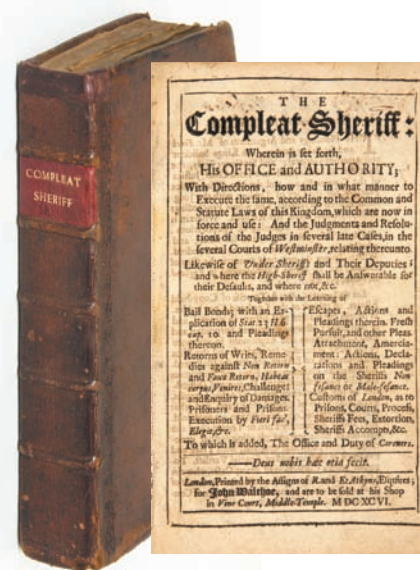 COMPLEAT
SHERIFF
THE
Compleat Sheriff:
Wherein is ſet forth,
His OFFICE and AUTHORITY;
With Directions, how and in what manner to
Execute the ſame, according to the Common and
Statute Laws of this Kingdom, which are now in
force and uſe: And the Judgments and Reſolu-
tions of the Judges in ſeveral late Caſes, in the
ſeveral Courts of Weſtminſter, relating thereunto.
Likewiſe of Under Sheriffs and Their Deputies;
and where the High-Sheriff ſhall be Anſwerable for
their Defaults, and where not, &c.
Together with the Learning of
Bail Bonds; with an Ex-
plication of Stat. 23 H. 6
cap. 10. and Pleadings
thereon.
Retorns of Writs, Reme-
dies againſt Non Retorn
and Faux Retorn, Habeas
corpus, Venires, Challenges
and Enquiry of Damages.
Priſoners and Priſons.
Execution by Fieri fac',
Elegit, &c.
Eſcapes, Actions and
Pleadings therein. Freſh
Purſuit, and other Pleas.
Attachment, Amercia-
ment: Actions, Decla-
rations and Pleadings
on the Sheriffs Non
feſance or Male-feſance.
Cuſtoms of London, as to
Priſons, Courts, Proceſs,
Sheriffs Fees, Extortion,
Sheriffs Accompts, &c.
To which is added, The Office and Duty of Coroners.
——Deus nobis hæc otia fecit.
London, Printed by the Aſſigns of R. and E. Atkyns, Eſquires;
for John Walthoe, and are to be ſold at his Shop
in Vine Court, Middle-Temple. MDCXCVI.